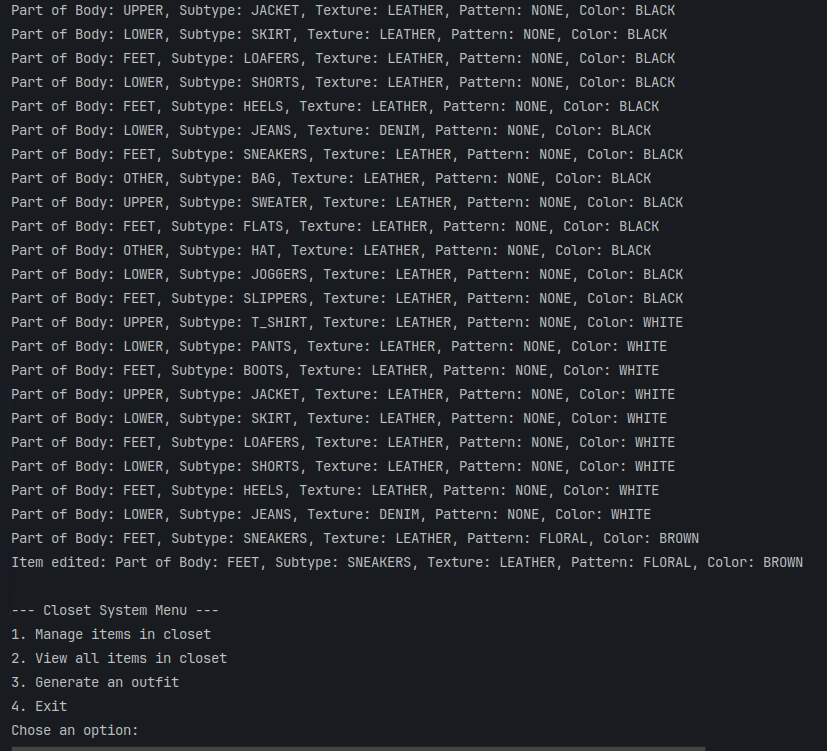 Part of Body: UPPER, Subtype: JACKET, Texture: LEATHER, Pattern: NONE, Color: BLACK
Part of Body: LOWER, Subtype: SKIRT, Texture: LEATHER, Pattern: NONE, Color: BLACK
Part of Body: FEET, Subtype: LOAFERS, Texture: LEATHER, Pattern: NONE, Color: BLACK
Part of Body: LOWER, Subtype: SHORTS, Texture: LEATHER, Pattern: NONE, Color: BLACK
Part of Body: FEET, Subtype: HEELS, Texture: LEATHER, Pattern: NONE, Color: BLACK
Part of Body: LOWER, Subtype: JEANS, Texture: DENIM, Pattern: NONE, Color: BLACK
Part of Body: FEET, Subtype: SNEAKERS, Texture: LEATHER, Pattern: NONE, Color: BLACK
Part of Body: OTHER, Subtype: BAG, Texture: LEATHER, Pattern: NONE, Color: BLACK
Part of Body: UPPER, Subtype: SWEATER, Texture: LEATHER, Pattern: NONE, Color: BLACK
Part of Body: FEET, Subtype: FLATS, Texture: LEATHER, Pattern: NONE, Color: BLACK
Part of Body: OTHER, Subtype: HAT, Texture: LEATHER, Pattern: NONE, Color: BLACK
Part of Body: LOWER, Subtype: JOGGERS, Texture: LEATHER, Pattern: NONE, Color: BLACK
Part of Body: FEET, Subtype: SLIPPERS, Texture: LEATHER, Pattern: NONE, Color: BLACK
Part of Body: UPPER, Subtype: T_SHIRT, Texture: LEATHER, Pattern: NONE, Color: WHITE
Part of Body: LOWER, Subtype: PANTS, Texture: LEATHER, Pattern: NONE, Color: WHITE
Part of Body: FEET, Subtype: BOOTS, Texture: LEATHER, Pattern: NONE, Color: WHITE
Part of Body: UPPER, Subtype: JACKET, Texture: LEATHER, Pattern: NONE, Color: WHITE
Part of Body: LOWER, Subtype: SKIRT, Texture: LEATHER, Pattern: NONE, Color: WHITE
Part of Body: FEET, Subtype: LOAFERS, Texture: LEATHER, Pattern: NONE, Color: WHITE
Part of Body: LOWER, Subtype: SHORTS, Texture: LEATHER, Pattern: NONE, Color: WHITE
Part of Body: FEET, Subtype: HEELS, Texture: LEATHER, Pattern: NONE, Color: WHITE
Part of Body: LOWER, Subtype: JEANS, Texture: DENIM, Pattern: NONE, Color: WHITE
Part of Body: FEET, Subtype: SNEAKERS, Texture: LEATHER, Pattern: FLORAL, Color: BROWN
Item edited: Part of Body: FEET, Subtype: SNEAKERS, Texture: LEATHER, Pattern: FLORAL, Color: BROWN
--- Closet System Menu ---
1. Manage items in closet
2. View all items in closet
3. Generate an outfit
4. Exit
Chose an option: